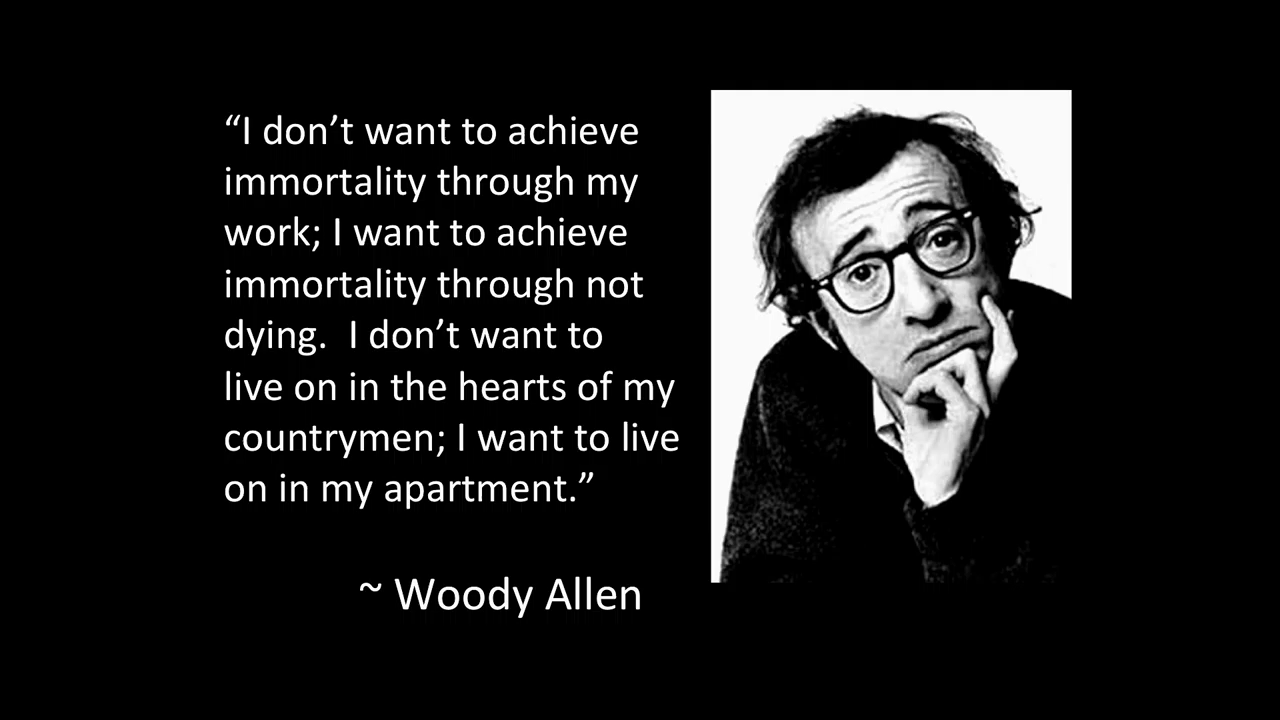 “I don’t want to achieve
immortality through my
work; I want to achieve
immortality through not
dying.  I don’t want to
live on in the hearts of my
countrymen; I want to live
on in my apartment.”
~ Woody Allen